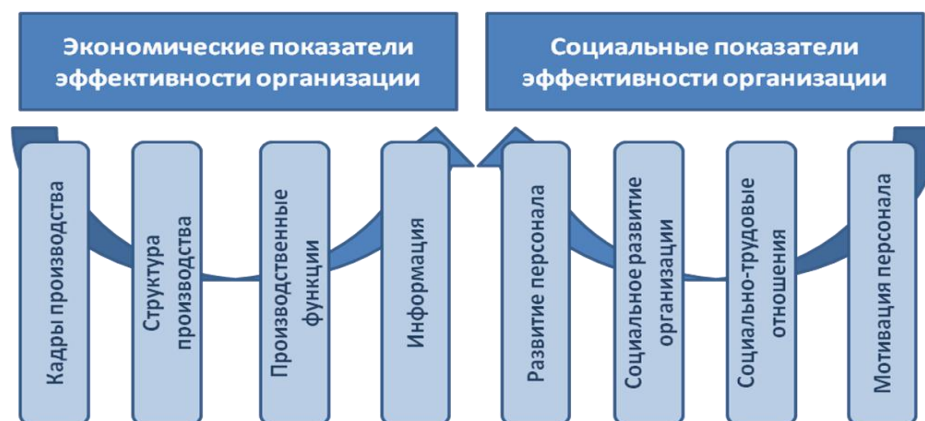 Экономические показатели
эффективности организации
Социальные показатели
эффективности организации
Кадры производства
Структура
производства
Производственные
функции
Информация
Развитие персонала
Социальное развитие
организации
Социально-трудовые
отношения
Мотивация персонала